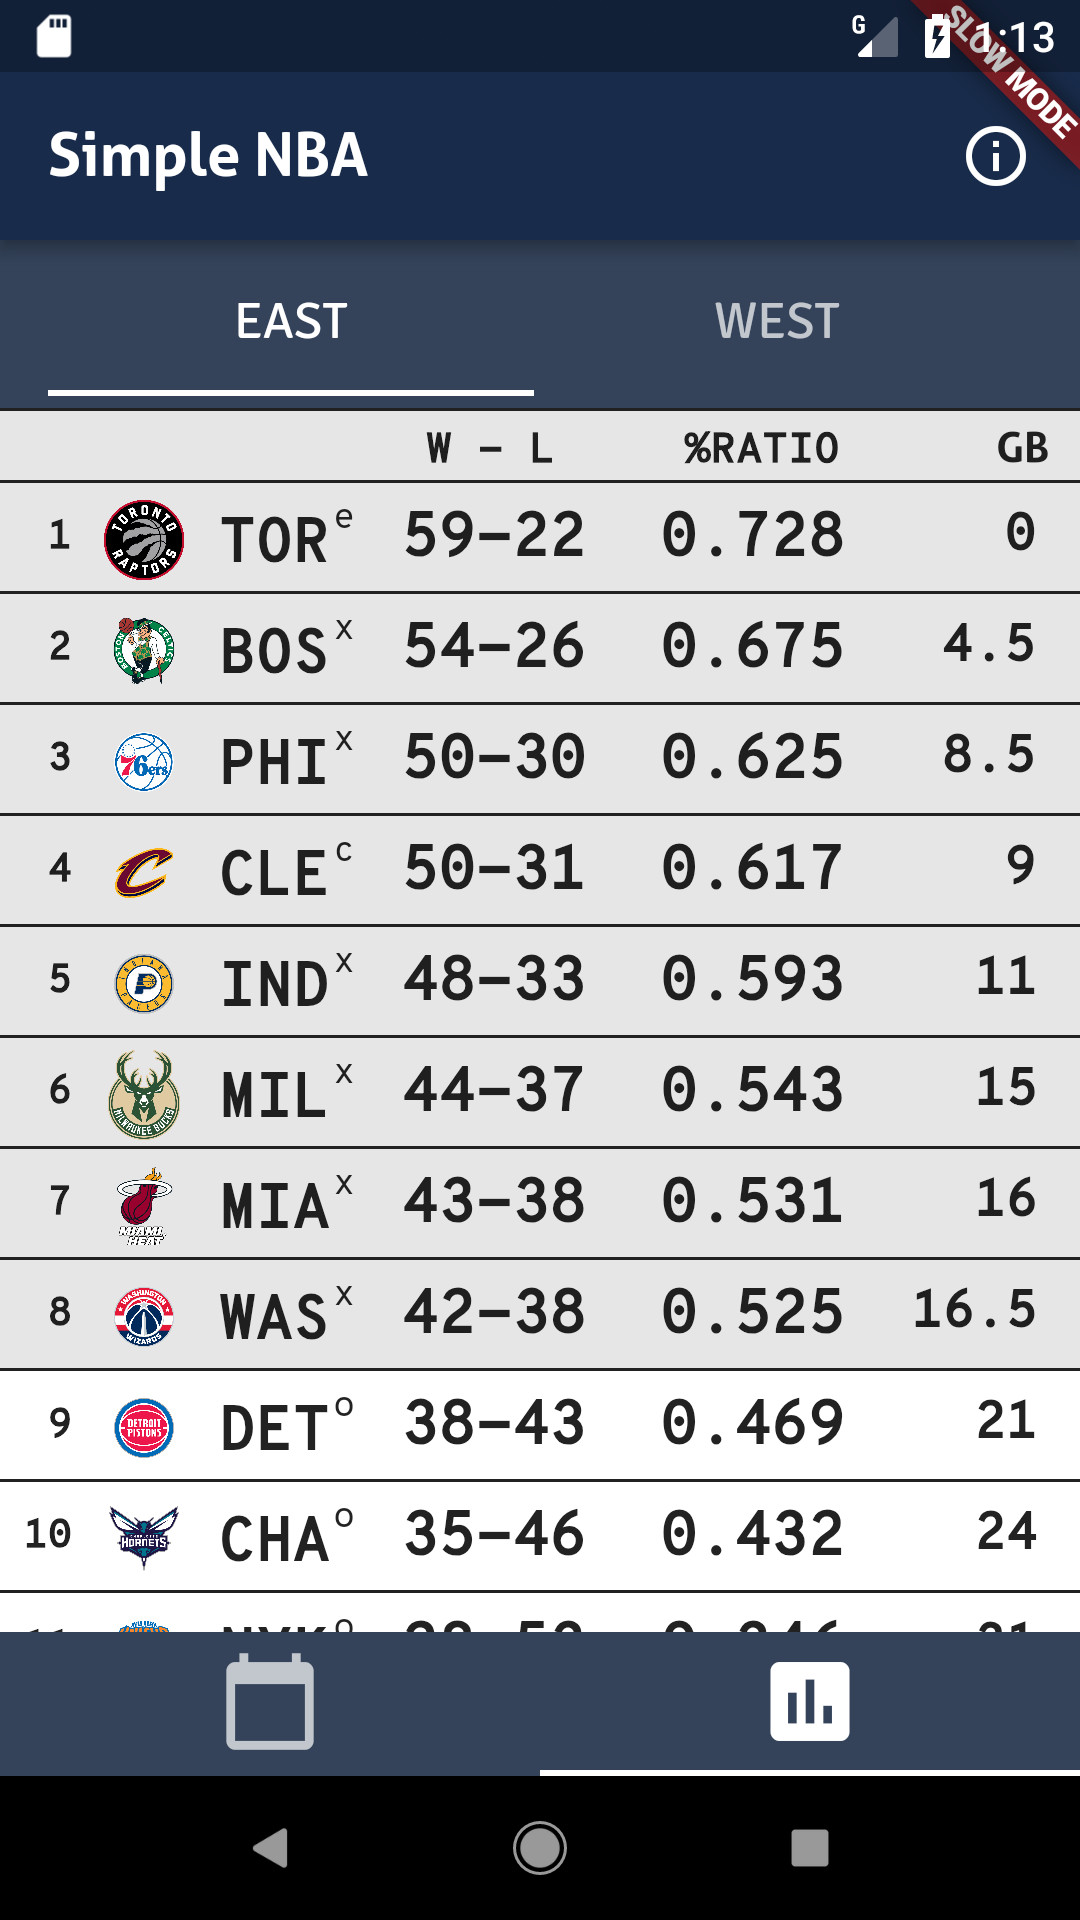 G 1:13
SLOW MODE
Simple NBA
EAST WEST
W - L %RATIO GB
1 TORONTO RAPTORS TOR e 59-22 0.728 0
2 BOSTON CELTICS BOS x 54-26 0.675 4.5
3 76ers PHI x 50-30 0.625 8.5
4 C CLE c 50-31 0.617 9
5 INDIANA PACERS P IND x 48-33 0.593 11
6 MILWAUKEE BUCKS MIL x 44-37 0.543 15
7 MIAMI HEAT MIA x 43-38 0.531 16
8 WASHINGTON WIZARDS WAS x 42-38 0.525 16.5
9 DETROIT PISTONS DET o 38-43 0.469 21
10 HORNETS CHA o 35-46 0.432 24